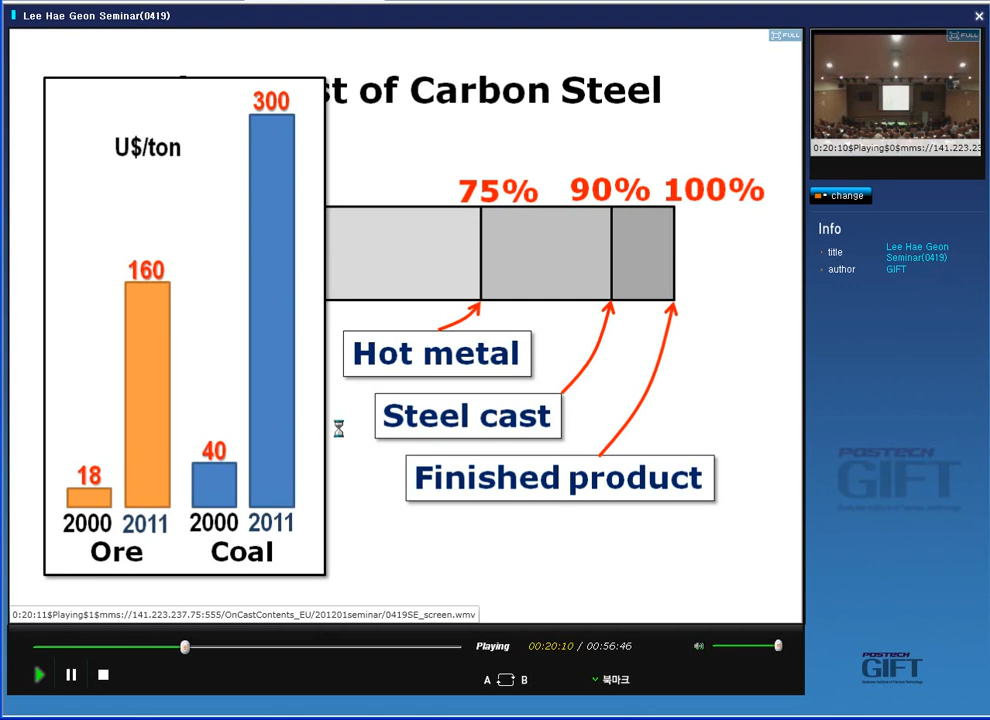 Lee Hae Geon Seminar(0419)
FULL
st of Carbon Steel
300
U$/ton
160
40
18
2000 2011 2000 2011
Ore Coal
75% 90% 100%
Hot metal
Steel cast
Finished product
0:20:11$Playing$1$mms://141.223.237.75:555/OnCastContents_EU/201201seminar/0419SE_screen.wmv
Playing 00:20:10 / 00:56:46
A B
북마크
FULL
0:20:10$Playing$0$mms://141.223.23
change
Info
title Lee Hae Geon
Seminar(0419)
author GIFT
POSTECH
GIFT
POSTECH
GIFT